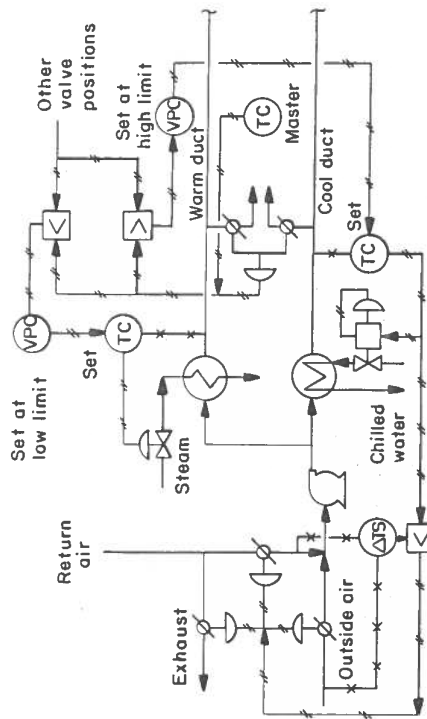 Set at
low limit
VPC
Other
valve
positions
<
Set
TC
Set at
high limit
>
VPC
Return
air
Exhaust
Steam
Warm duct
TC
Master
Cool duct
Outside air
Set
TC
Chilled
water
ΔTS
<